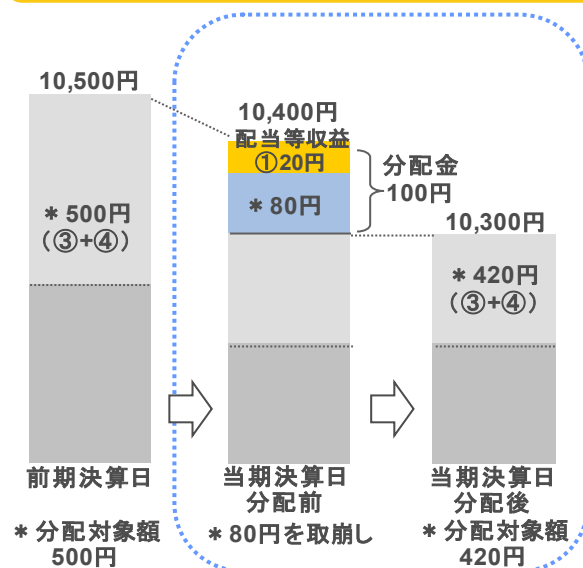 10,500円
＊500円
（③+④）
前期決算日
＊分配対象額
500円
10,400円
配当等収益
①20円
＊80円
分配金
100円
当期決算日
分配前
＊80円を取崩し
10,300円
＊420円
（③+④）
当期決算日
分配後
＊分配対象額
420円